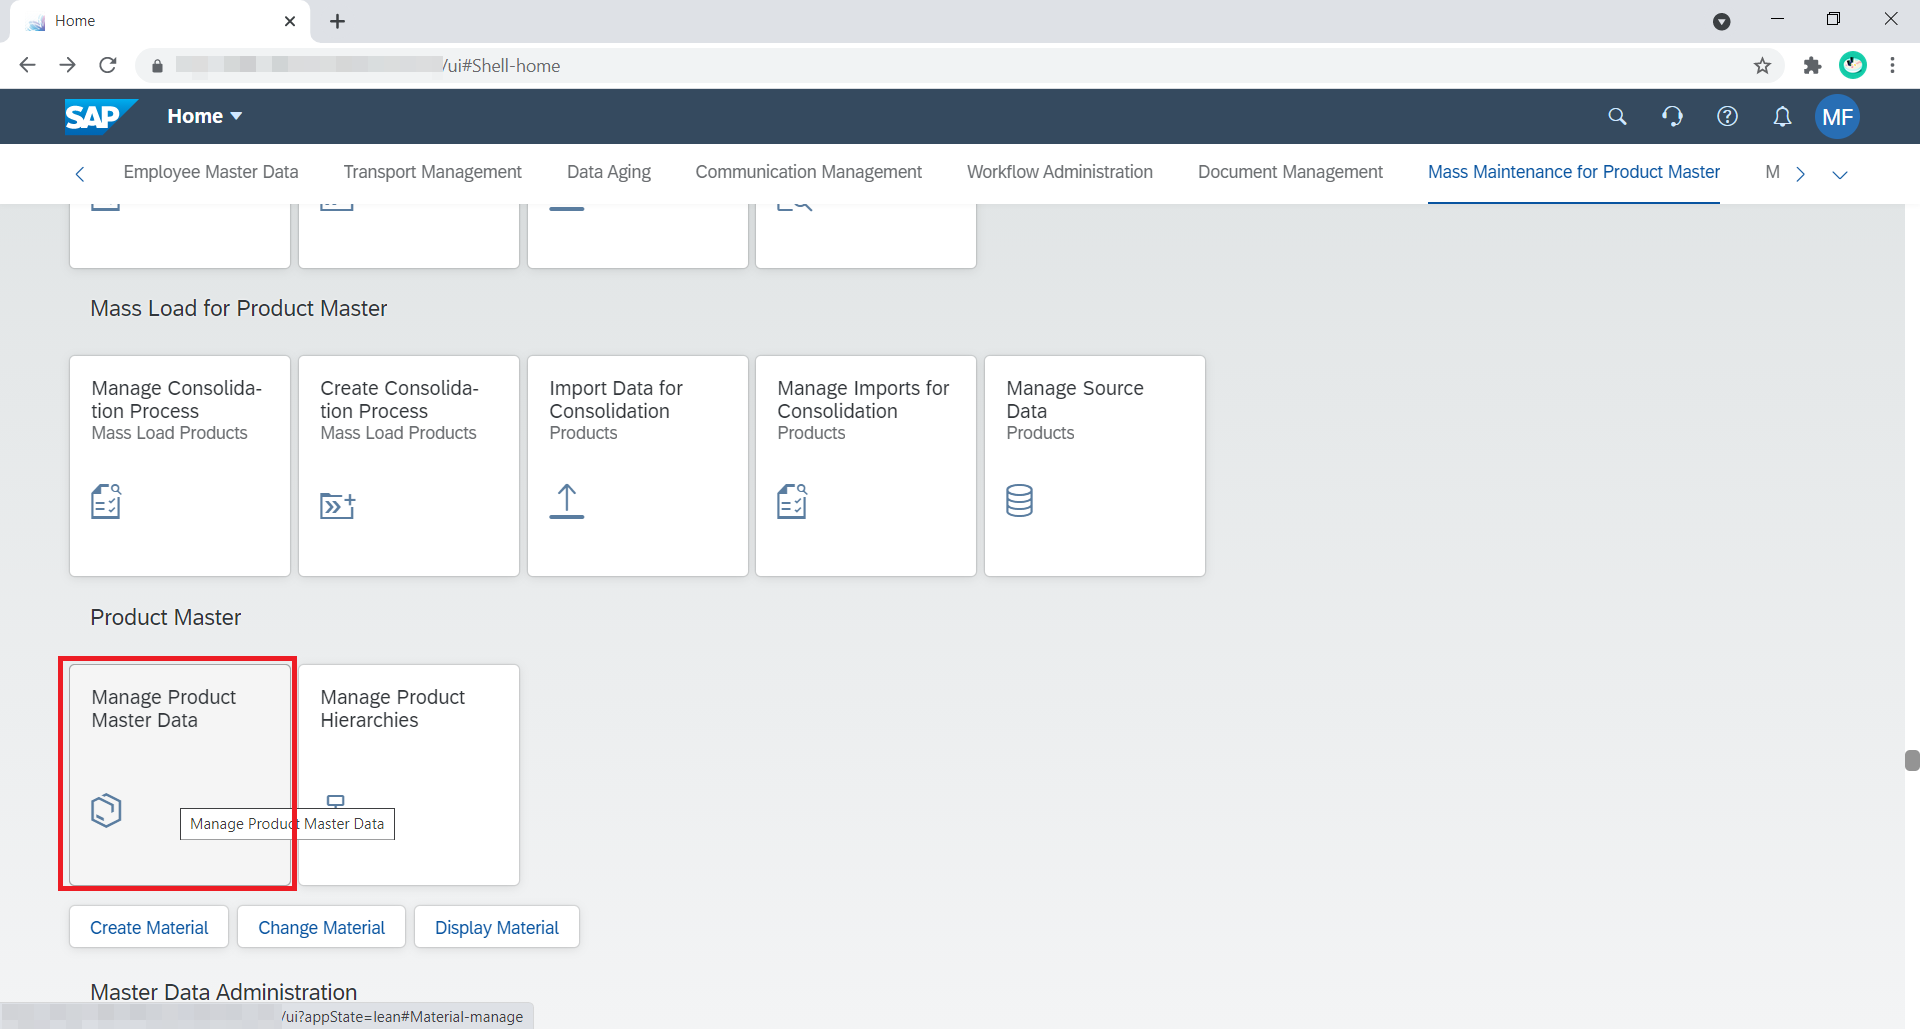 Home
/ui#Shell-home
SAP
Home
MF
Employee Master Data
Transport Management
Data Aging
Communication Management
Workflow Administration
Document Management
Mass Maintenance for Product Master
M
Mass Load for Product Master
Manage Consolida-
tion Process
Mass Load Products
Create Consolida-
tion Process
Mass Load Products
Import Data for
Consolidation
Products
Manage Imports for
Consolidation
Products
Manage Source
Data
Products
Product Master
Manage Product
Master Data
Manage Product
Hierarchies
Manage Product Master Data
Create Material
Change Material
Display Material
Master Data Administration
/ui?appState=lean#Material-manage